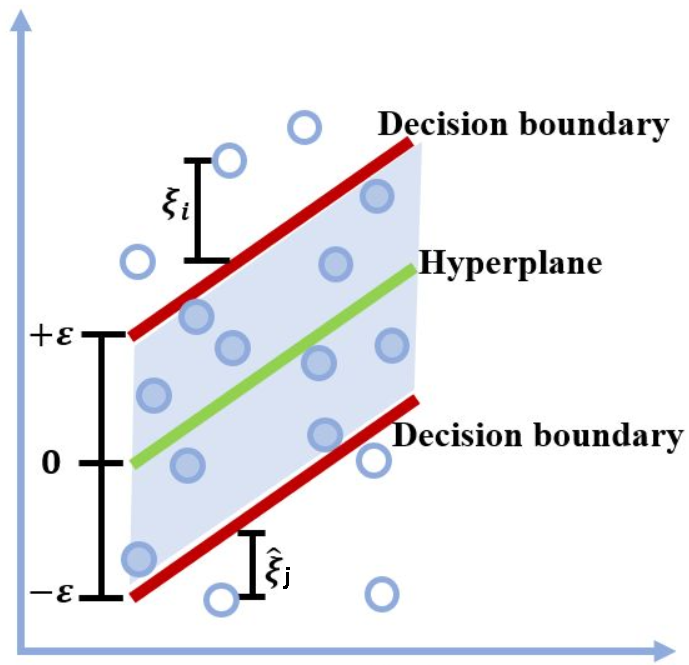 Decision boundary
ξᵢ
Hyperplane
+ε
Decision boundary
0
ξ̂j
−ε